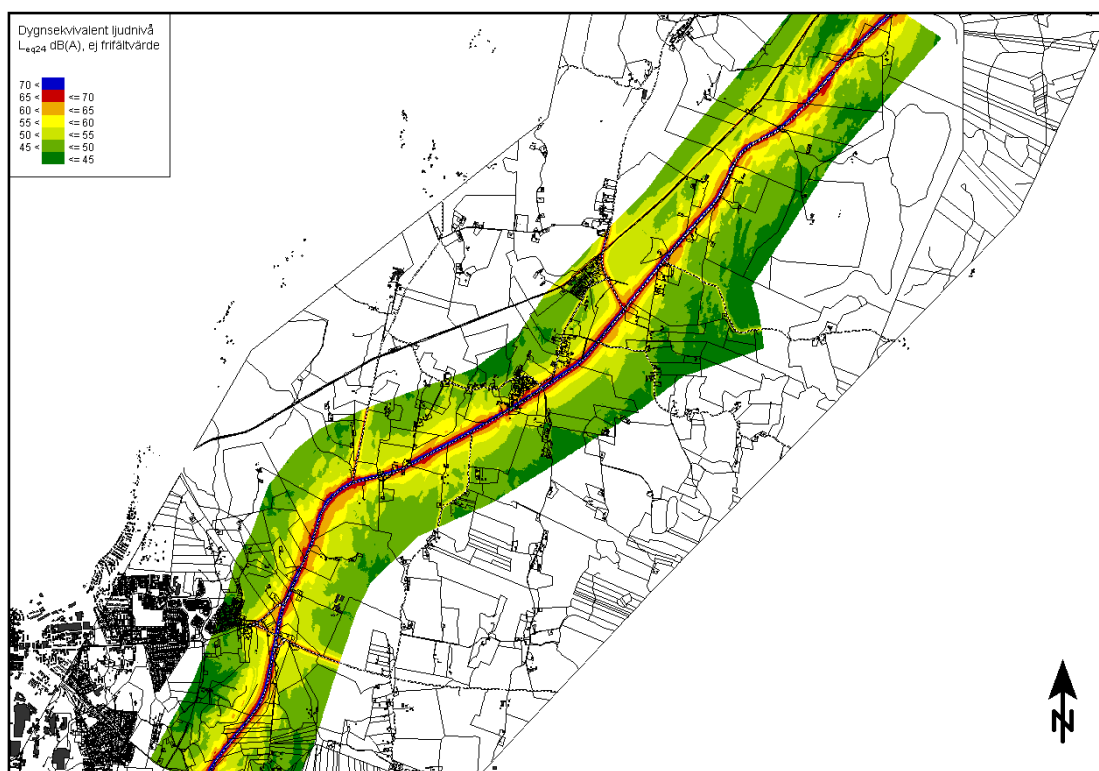 Dygnsekvivalent ljudnivå
Leq24 dB(A), ej frifältvärde
70 <
65 < <= 70
60 < <= 65
55 < <= 60
50 < <= 55
45 < <= 50
<= 45
N